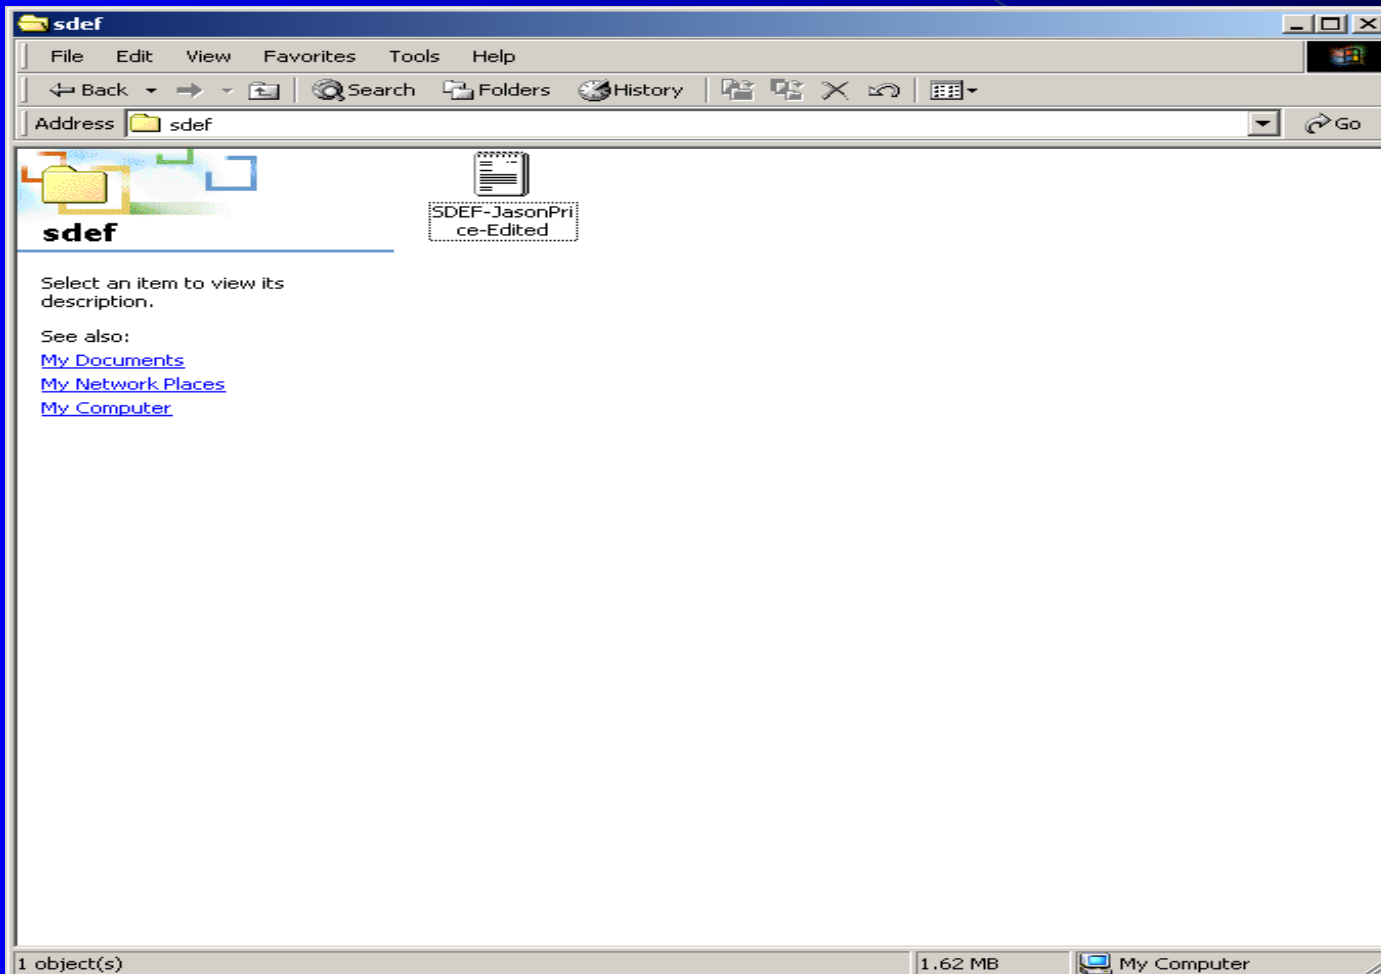 sdef
File Edit View Favorites Tools Help
Back Search Folders History
Address sdef Go
SDEF-JasonPri
ce-Edited
sdef
Select an item to view its
description.
See also:
My Documents
My Network Places
My Computer
1 object(s) 1.62 MB My Computer